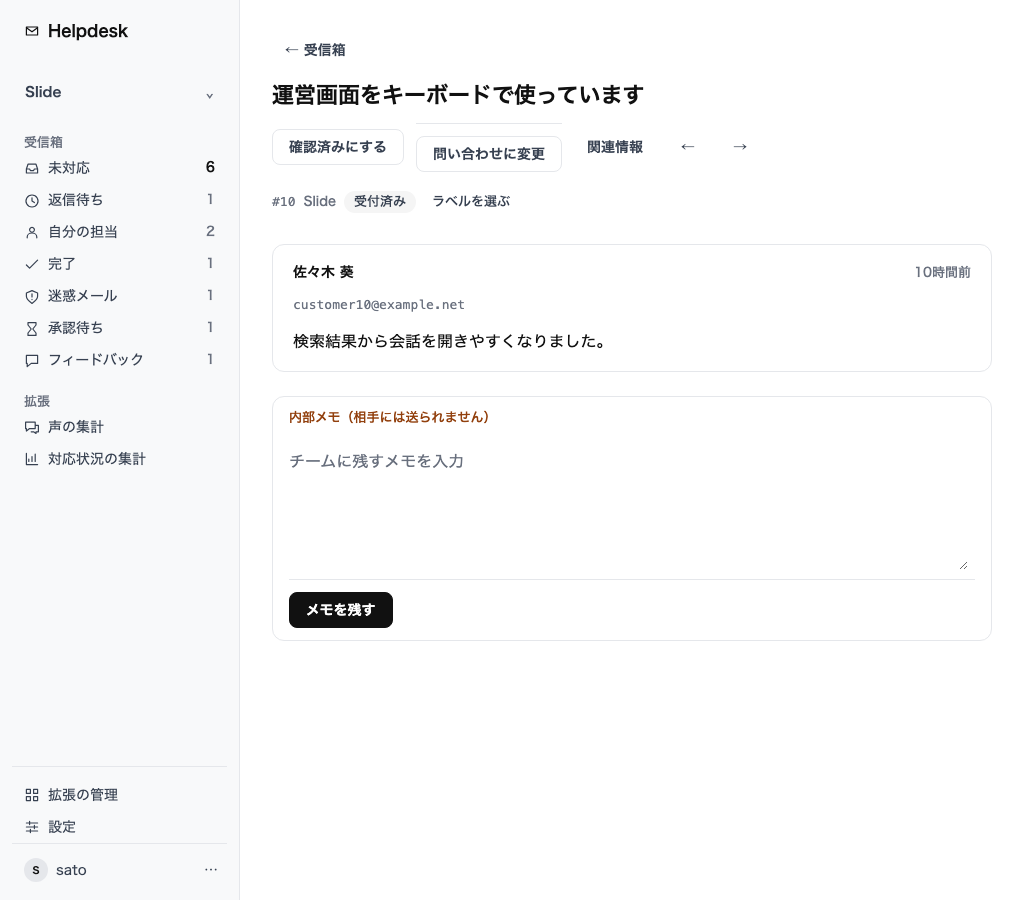 Helpdesk
Slide
受信箱
未対応 6
返信待ち 1
自分の担当 2
完了 1
迷惑メール 1
承認待ち 1
フィードバック 1
拡張
声の集計
対応状況の集計
拡張の管理
設定
S sato ...
← 受信箱
運営画面をキーボードで使っています
確認済みにする 問い合わせに変更 関連情報 ← →
#10 Slide 受付済み ラベルを選ぶ
佐々木 葵 10時間前
customer10@example.net
検索結果から会話を開きやすくなりました。
内部メモ（相手には送られません）
チームに残すメモを入力
メモを残す